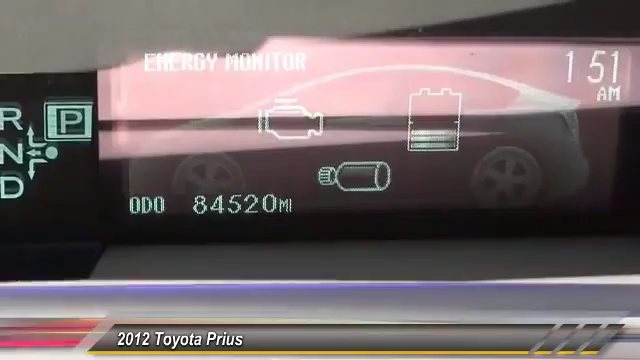 ENERGY MONITOR
1 51
AM
R
P
N
D
ODO 84520MI
2012 Toyota Prius